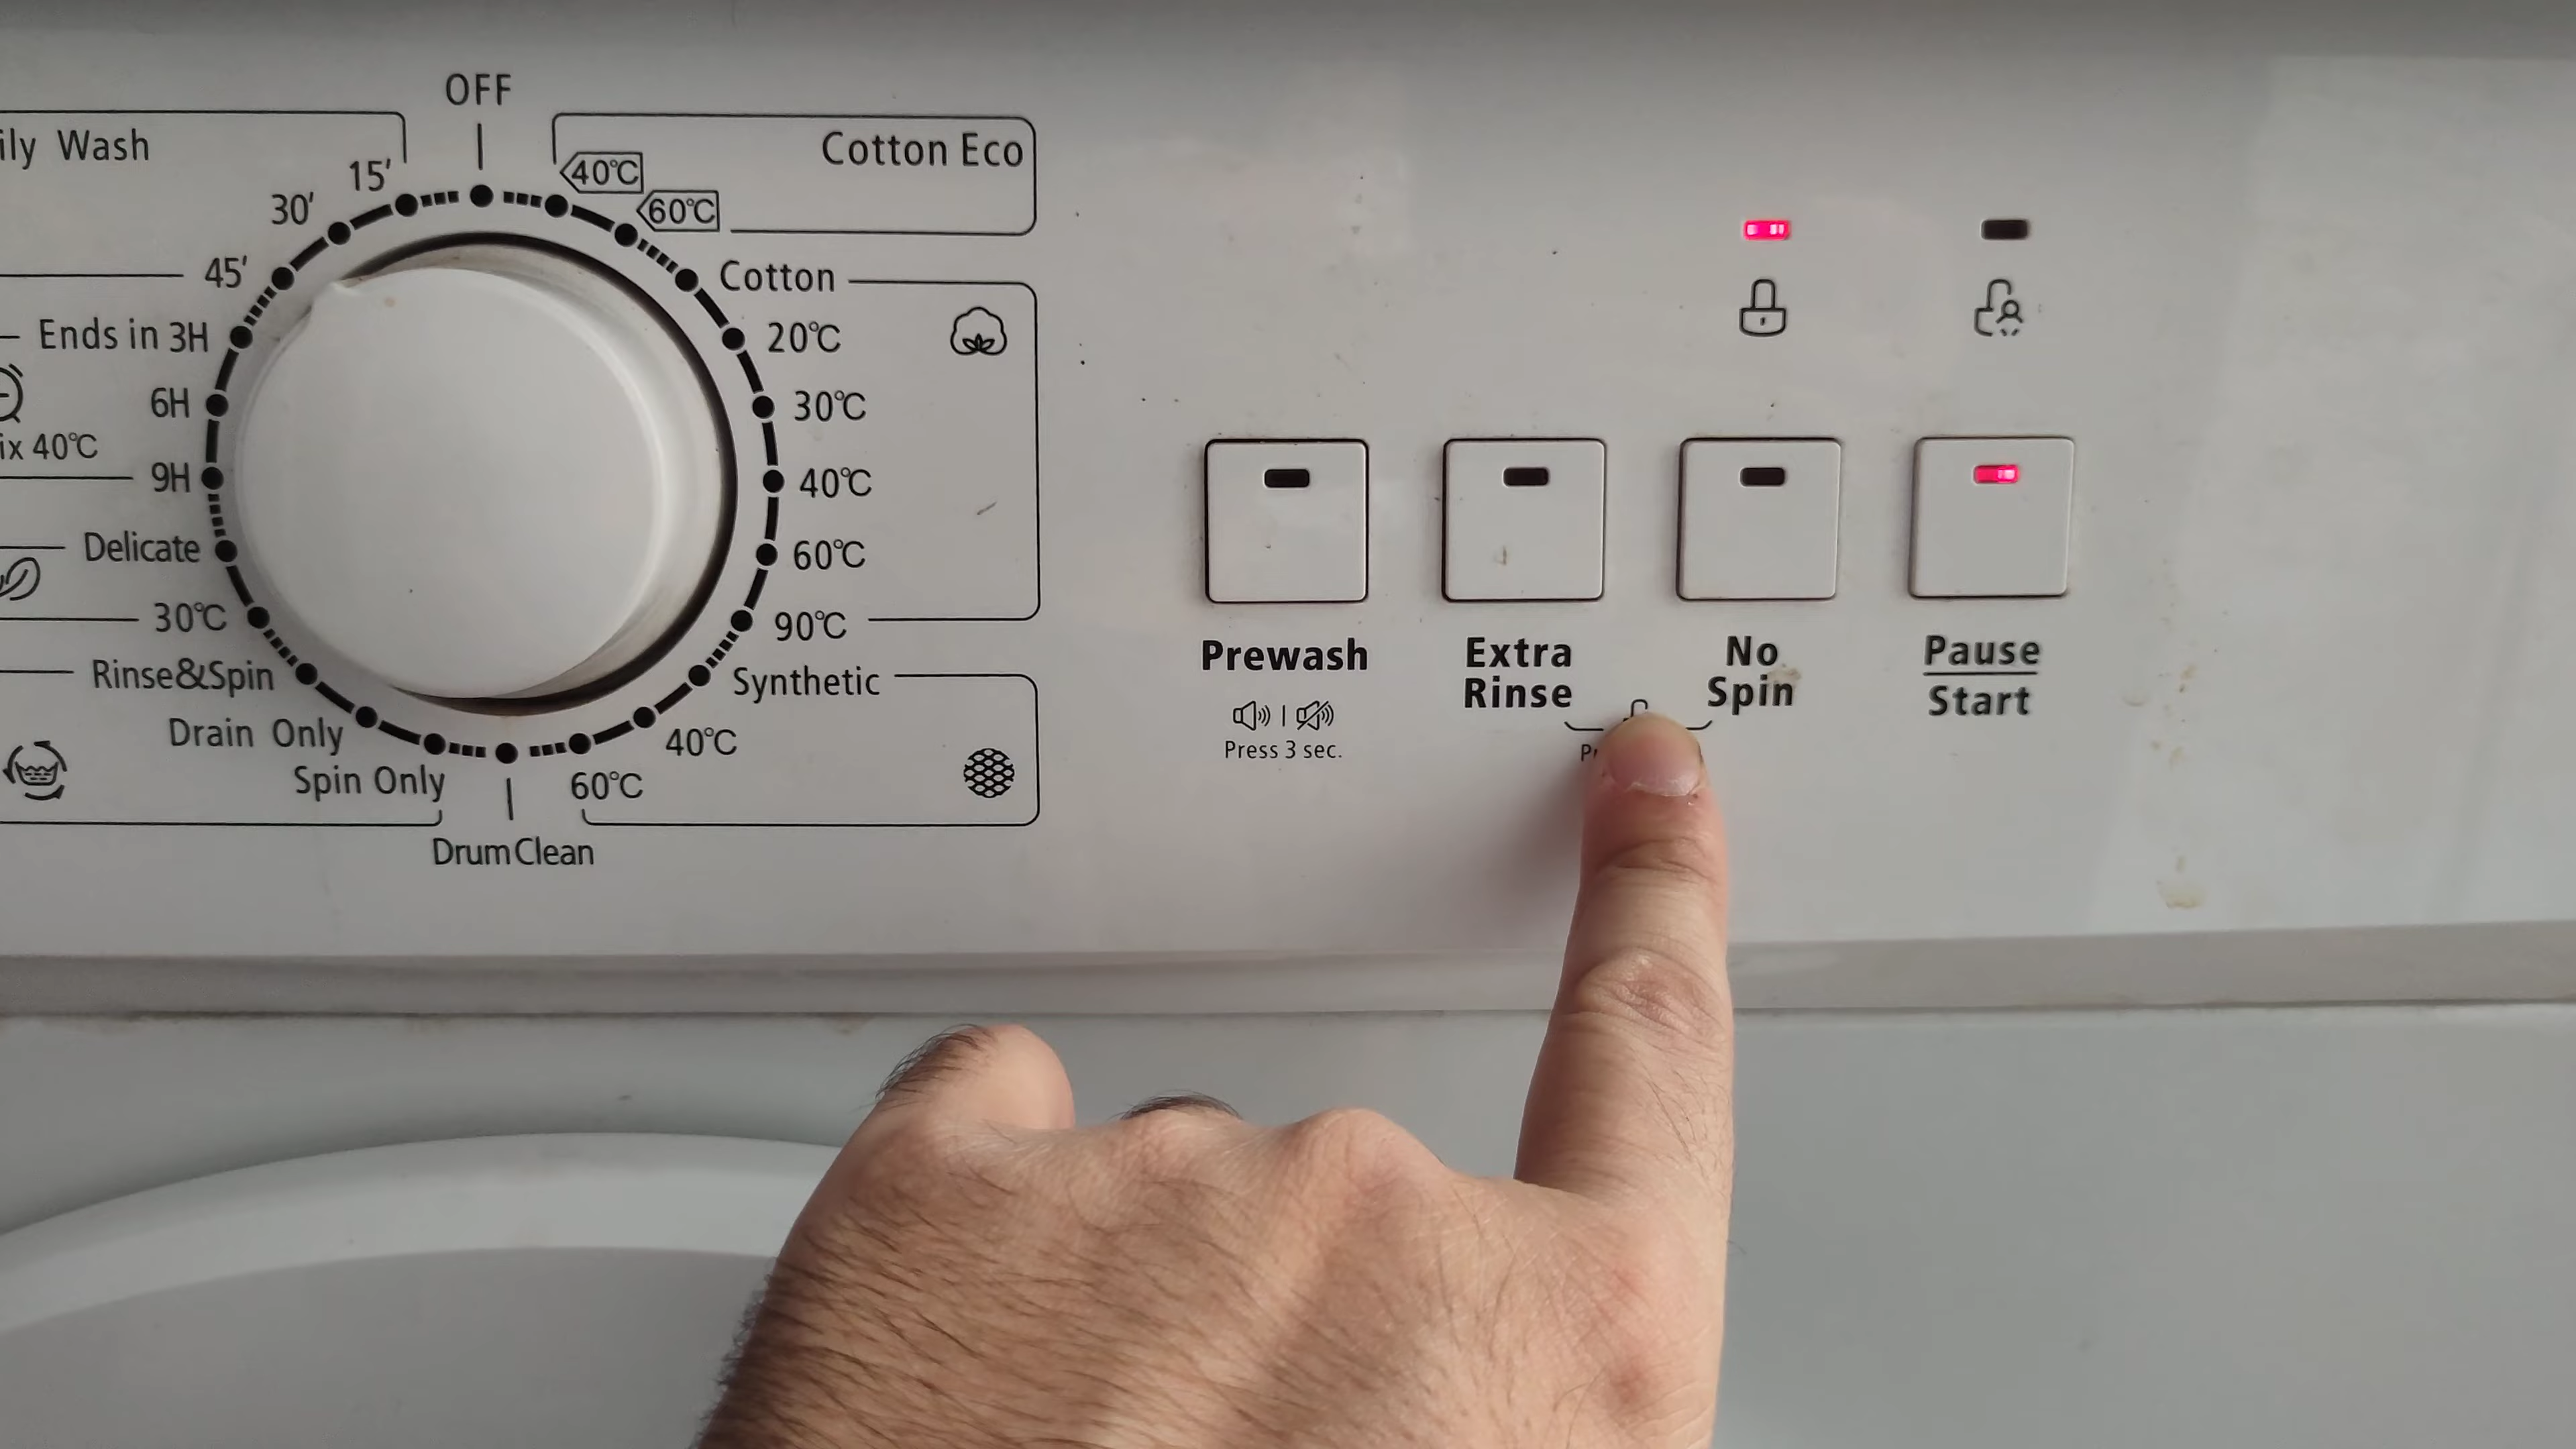 OFF
ily Wash
15'
30'
45'
Ends in 3H
6H
ix 40℃
9H
Delicate
30℃
Rinse&Spin
Drain Only
Spin Only
Drum Clean
40℃
60℃
Cotton Eco
Cotton
20℃
30℃
40℃
60℃
90℃
Synthetic
40℃
60℃
Prewash
Press 3 sec.
Extra
Rinse
No
Spin
Pause
Start